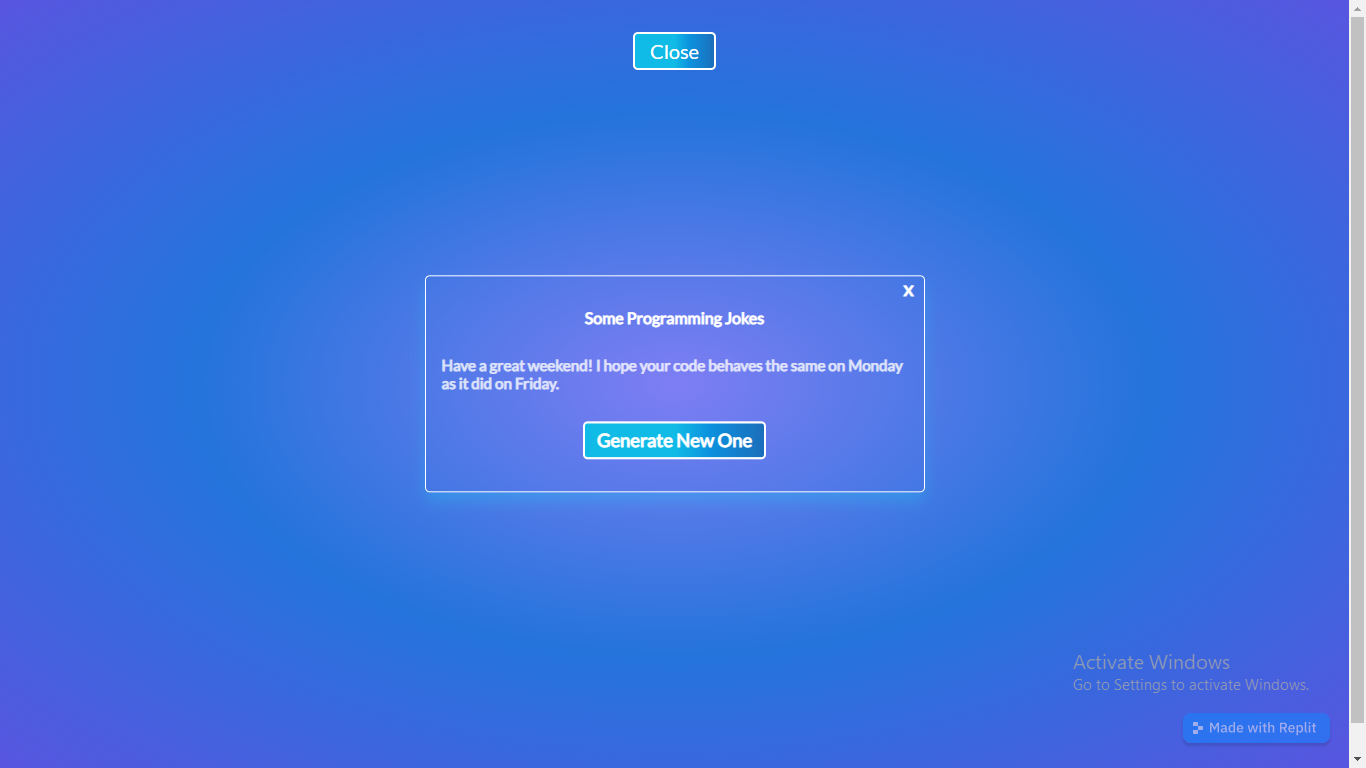 Close
X
Some Programming Jokes
Have a great weekend! I hope your code behaves the same on Monday
as it did on Friday.
Generate New One
Activate Windows
Go to Settings to activate Windows.
Made with Replit